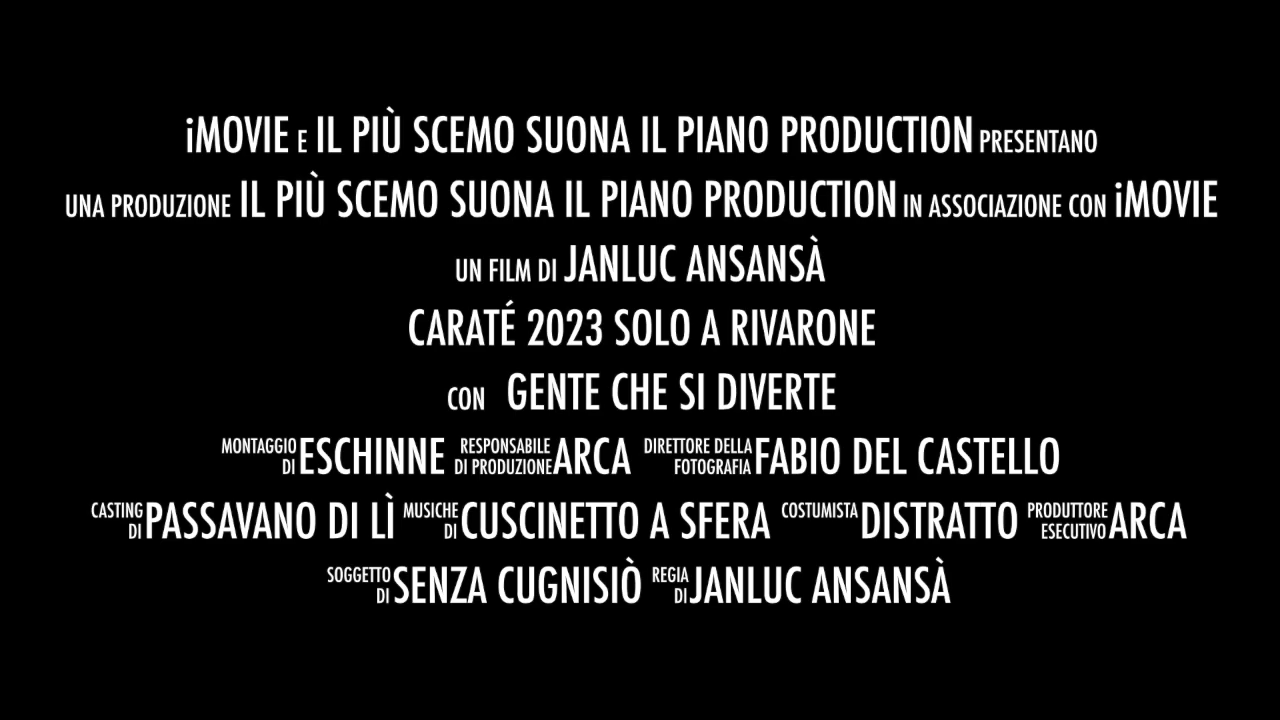 iMOVIE E IL PIÙ SCEMO SUONA IL PIANO PRODUCTION PRESENTANO
UNA PRODUZIONE IL PIÙ SCEMO SUONA IL PIANO PRODUCTION IN ASSOCIAZIONE CON iMOVIE
UN FILM DI JANLUC ANSANSÀ
CARATÉ 2023 SOLO A RIVARONE
CON GENTE CHE SI DIVERTE
MONTAGGIO DI ESCHINNE RESPONSABILE DI PRODUZIONE ARCA DIRETTORE DELLA FOTOGRAFIA FABIO DEL CASTELLO
CASTING DI PASSAVANO DI LÌ MUSICHE DI CUSCINETTO A SFERA COSTUMISTA DISTRATTO PRODUTTORE ESECUTIVO ARCA
SOGGETTO DI SENZA CUGNISIÒ REGIA DI JANLUC ANSANSÀ